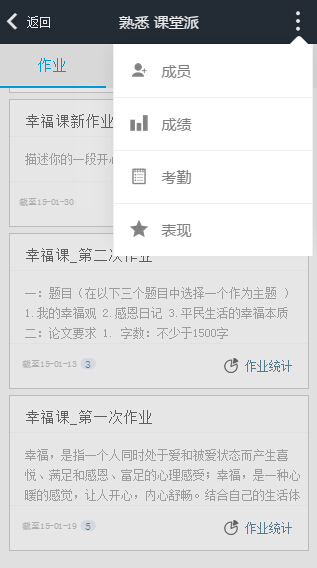 返回
熟悉 课堂派
作业
成员
成绩
考勤
表现
幸福课新作业
描述你的一段开心
截至15-01-30
幸福课_第二次作业
一：题目（在以下三个题目中选择一个作为主题 ）
1.我的幸福观 2.感恩日记 3.平民生活的幸福本质
二：论文要求 1. 字数：不少于1500字
截至15-01-13 3 作业统计
幸福课_第一次作业
幸福，是指一个人同时处于爱和被爱状态而产生喜
悦、满足和感恩、富足的心理感受；幸福，是一种心
暖的感觉，让人开心，内心舒畅。结合自己的生活体
截至15-01-19 5 作业统计